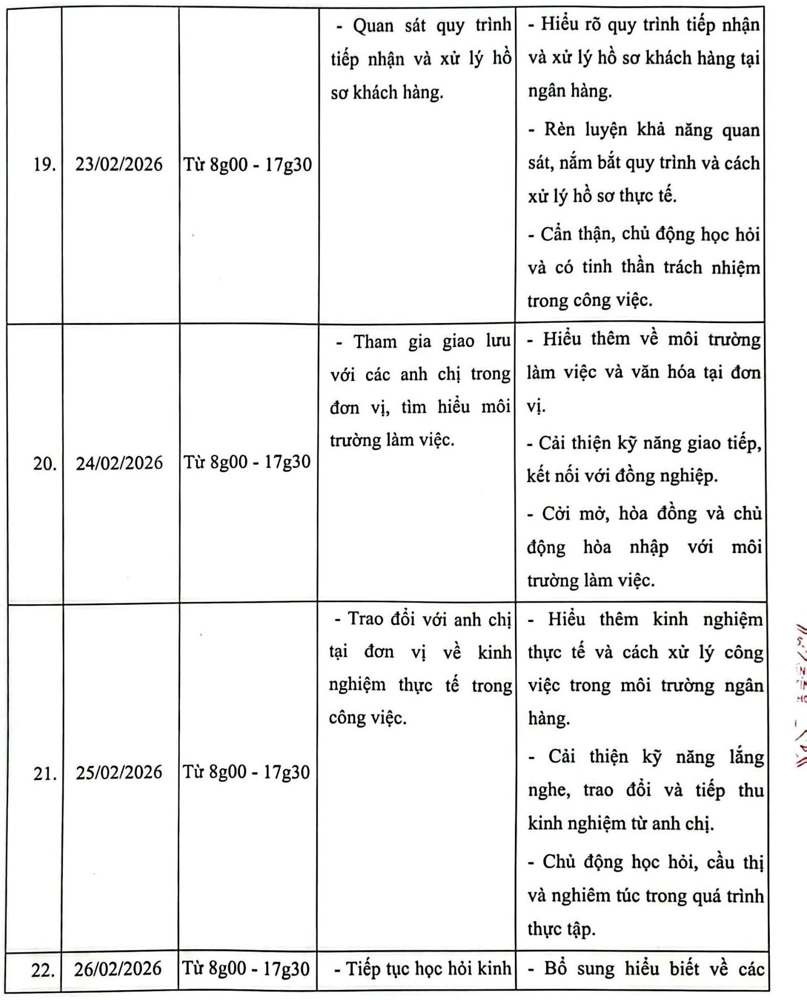 - Quan sát quy trình
tiếp nhận và xử lý hồ
sơ khách hàng.
- Hiểu rõ quy trình tiếp nhận
và xử lý hồ sơ khách hàng tại
ngân hàng.
- Rèn luyện khả năng quan
sát, nắm bắt quy trình và cách
xử lý hồ sơ thực tế.
- Cẩn thận, chủ động học hỏi
và có tinh thần trách nhiệm
trong công việc.
19. 23/02/2026 Từ 8g00 - 17g30
- Tham gia giao lưu
với các anh chị trong
đơn vị, tìm hiểu môi
trường làm việc.
- Hiểu thêm về môi trường
làm việc và văn hóa tại đơn
vị.
- Cải thiện kỹ năng giao tiếp,
kết nối với đồng nghiệp.
- Cởi mở, hòa đồng và chủ
động hòa nhập với môi
trường làm việc.
20. 24/02/2026 Từ 8g00 - 17g30
- Trao đổi với anh chị
tại đơn vị về kinh
nghiệm thực tế trong
công việc.
- Hiểu thêm kinh nghiệm
thực tế và cách xử lý công
việc trong môi trường ngân
hàng.
- Cải thiện kỹ năng lắng
nghe, trao đổi và tiếp thu
kinh nghiệm từ anh chị.
- Chủ động học hỏi, cầu thị
và nghiêm túc trong quá trình
thực tập.
21. 25/02/2026 Từ 8g00 - 17g30
22. 26/02/2026 Từ 8g00 - 17g30 - Tiếp tục học hỏi kinh - Bổ sung hiểu biết về các